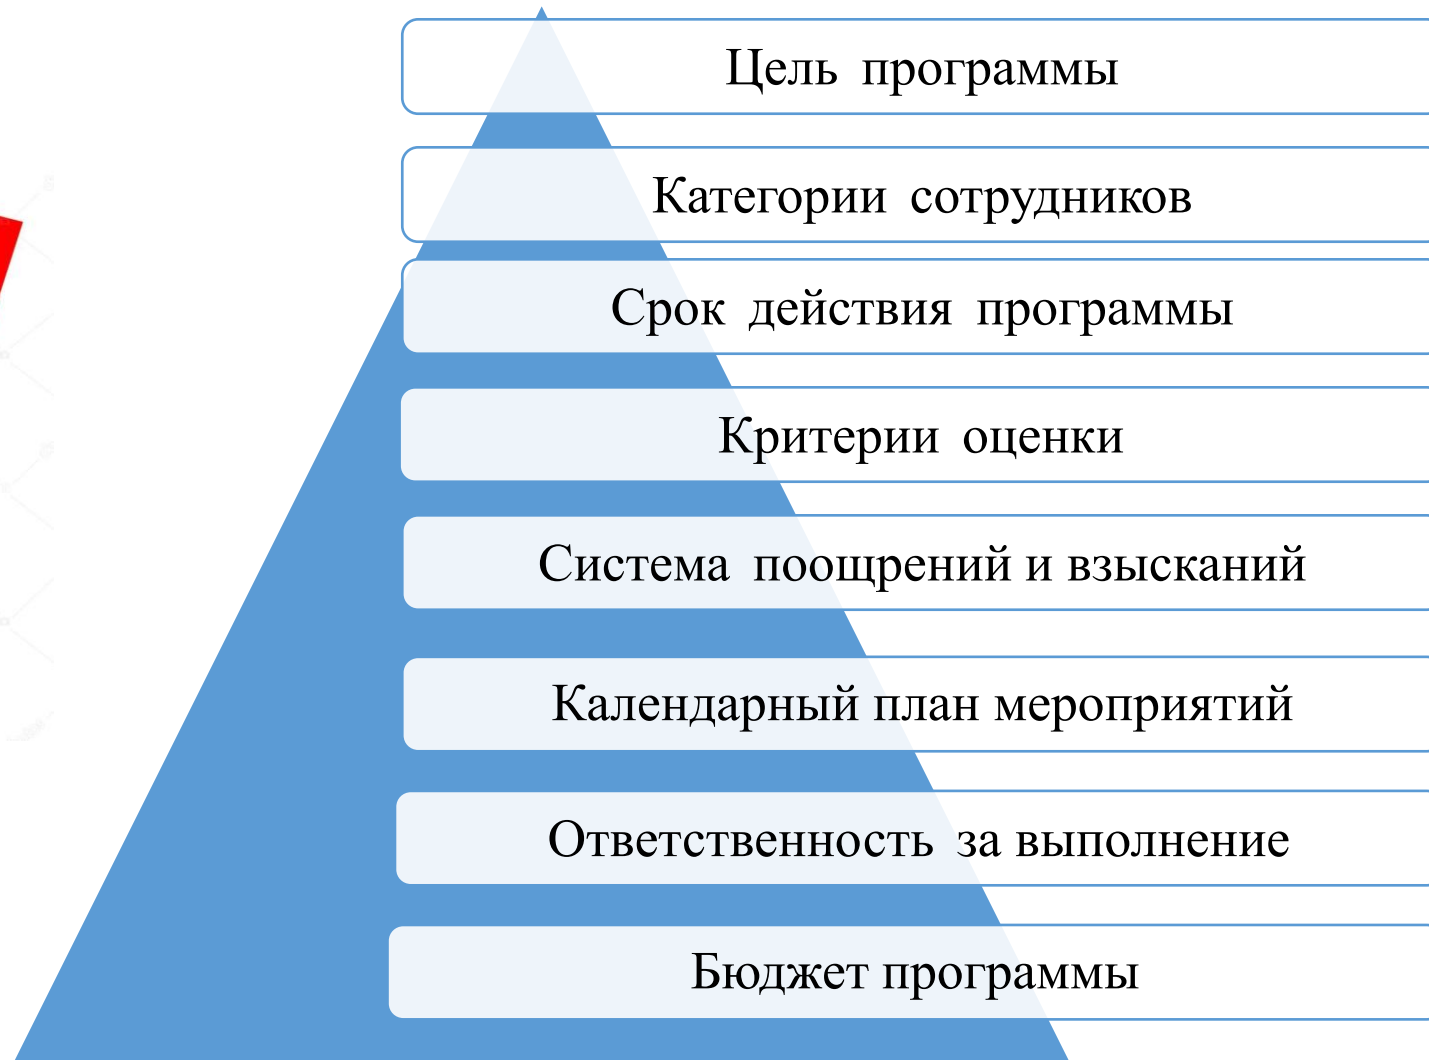 Цель программы
Категории сотрудников
Срок действия программы
Критерии оценки
Система поощрений и взысканий
Календарный план мероприятий
Ответственность за выполнение
Бюджет программы